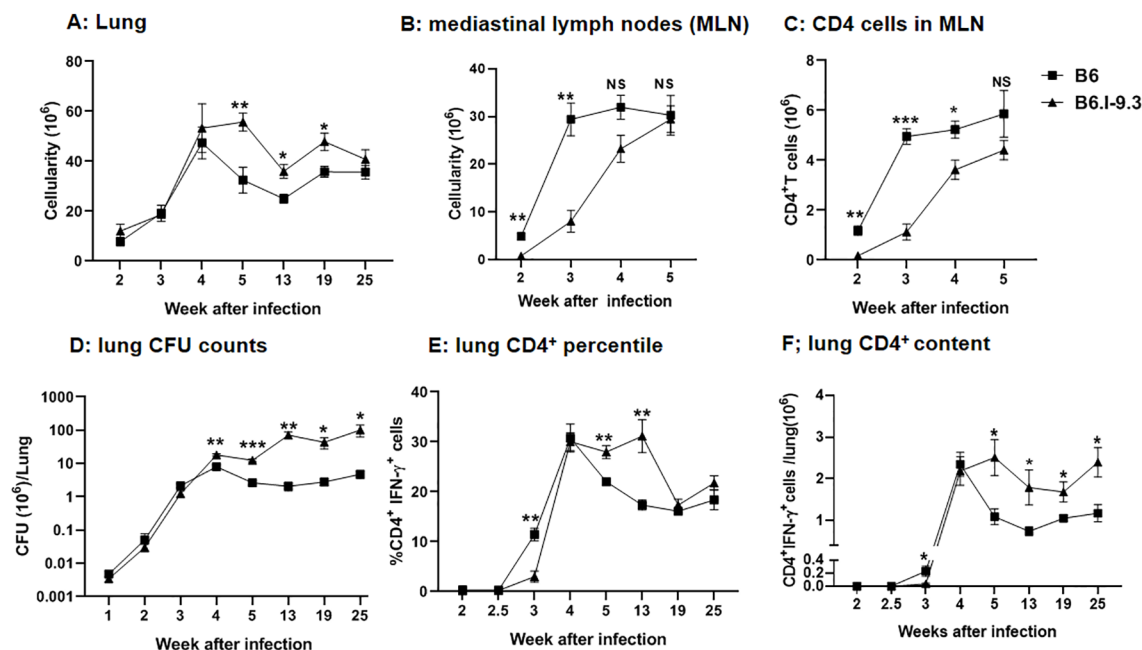 A: Lung
Cellularity (10⁶)
80
60
40
20
0
**
*
*
2 3 4 5 13 19 25
Week after infection
B: mediastinal lymph nodes (MLN)
Cellularity (10⁶)
40
30
20
10
0
**
**
NS
NS
2 3 4 5
Week after infection
C: CD4 cells in MLN
CD4⁺T cells (10⁶)
8
6
4
2
0
**
***
*
NS
2 3 4 5
Week after infection
B6
B6.I-9.3
D: lung CFU counts
CFU (10⁶)/Lung
1000
100
10
1
0.1
0.01
0.001
**
***
**
*
*
1 2 3 4 5 13 19 25
Week after infection
E: lung CD4⁺ percentile
%CD4⁺ IFN-γ⁺ cells
40
30
20
10
0
**
**
**
2 2.5 3 4 5 13 19 25
Week after infection
F; lung CD4⁺ content
CD4⁺IFN-γ⁺ cells /lung(10⁶)
4
3
2
1
0.4
0.2
0.0
*
*
*
*
*
2 2.5 3 4 5 13 19 25
Weeks after infection